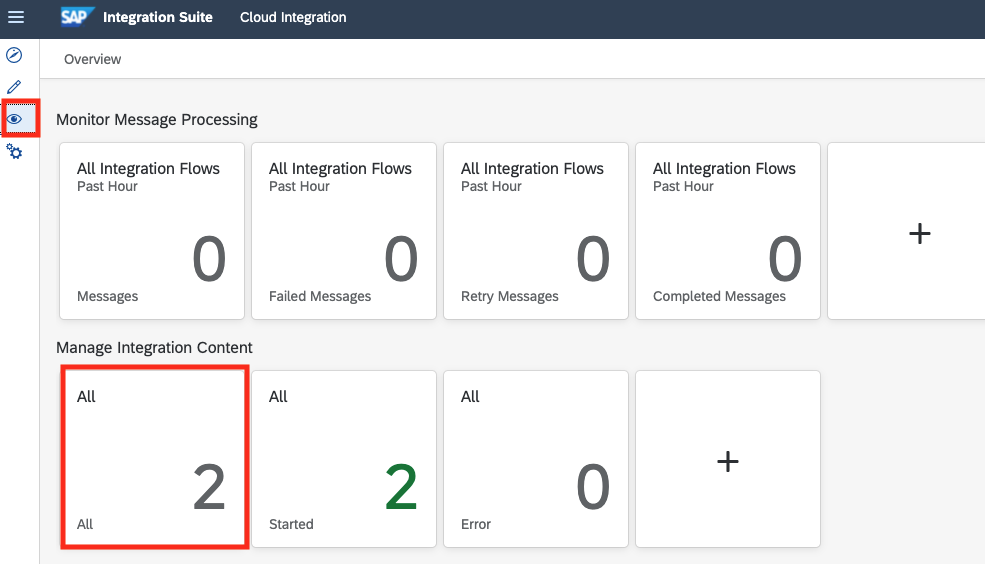 SAP Integration Suite Cloud Integration
Overview
Monitor Message Processing
All Integration Flows
Past Hour
0
Messages
All Integration Flows
Past Hour
0
Failed Messages
All Integration Flows
Past Hour
0
Retry Messages
All Integration Flows
Past Hour
0
Completed Messages
+
Manage Integration Content
All
2
All
All
2
Started
All
0
Error
+